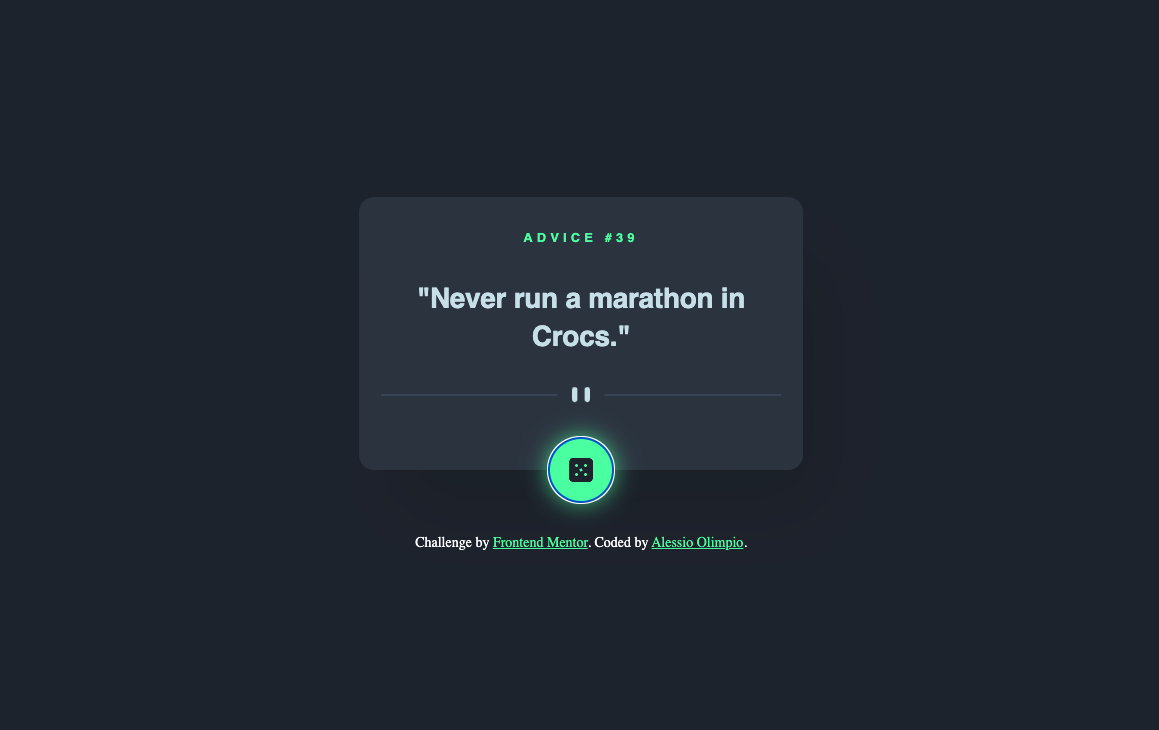 ADVICE #39
"Never run a marathon in
Crocs."
Challenge by Frontend Mentor. Coded by Alessio Olimpio.